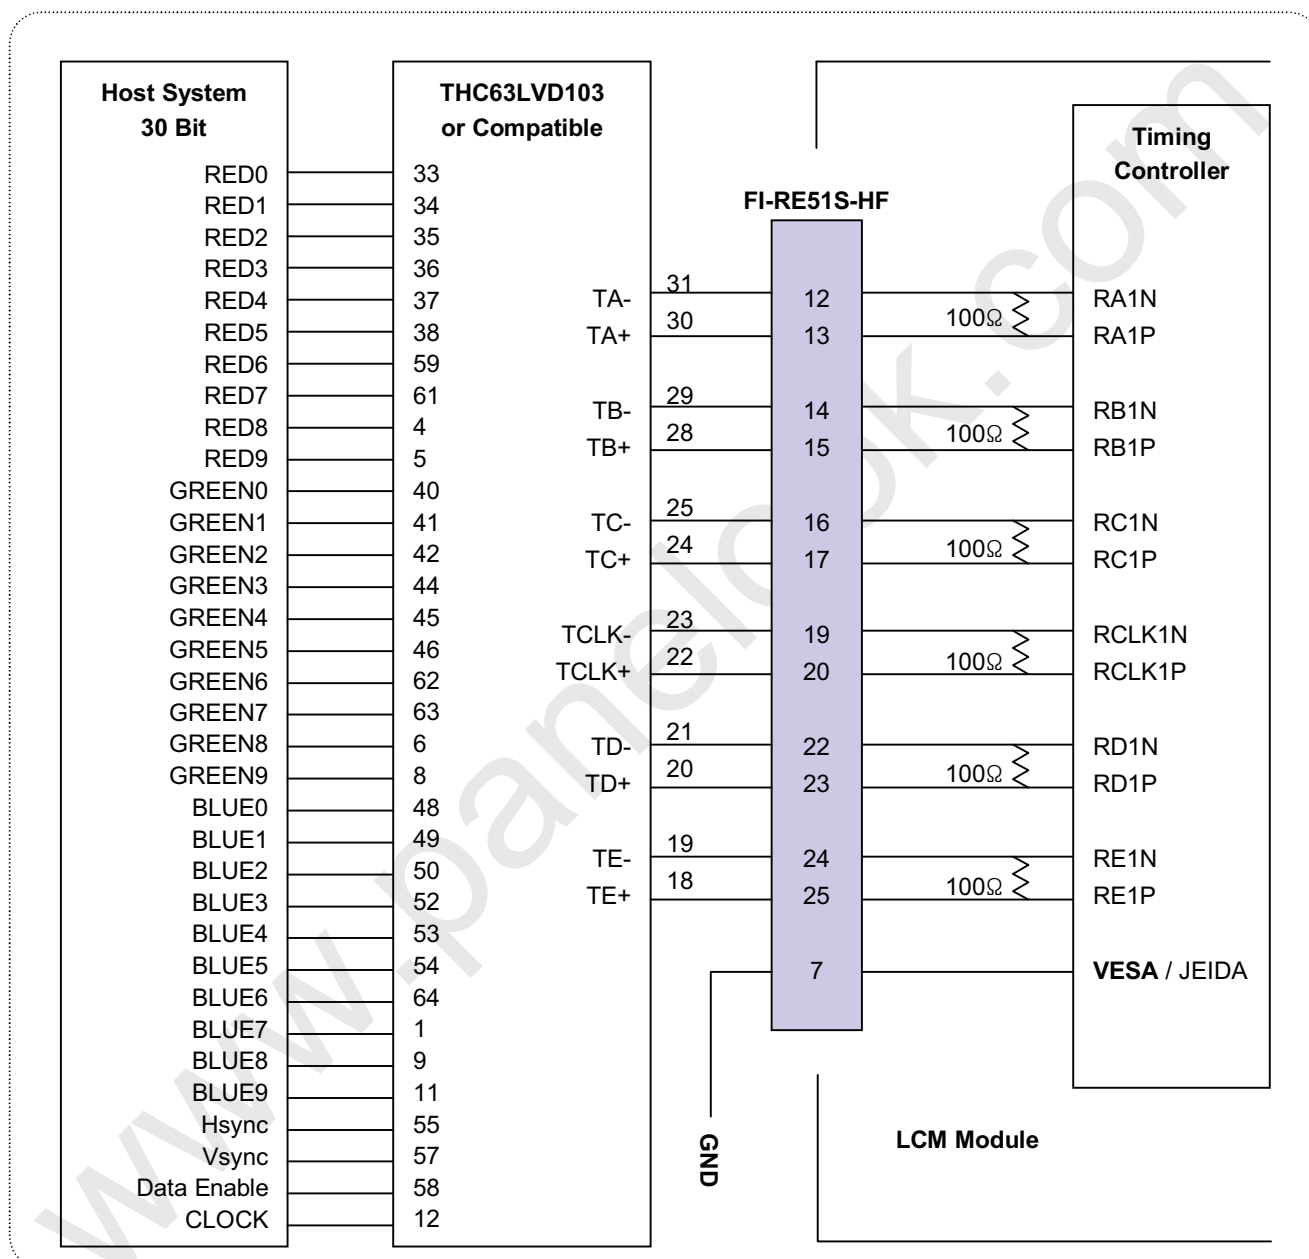 Host System
30 Bit
THC63LVD103
or Compatible
Timing
Controller
FI-RE51S-HF
RED0 33
RED1 34
RED2 35
RED3 36
RED4 37
RED5 38
RED6 59
RED7 61
RED8 4
RED9 5
GREEN0 40
GREEN1 41
GREEN2 42
GREEN3 44
GREEN4 45
GREEN5 46
GREEN6 62
GREEN7 63
GREEN8 6
GREEN9 8
BLUE0 48
BLUE1 49
BLUE2 50
BLUE3 52
BLUE4 53
BLUE5 54
BLUE6 64
BLUE7 1
BLUE8 9
BLUE9 11
Hsync 55
Vsync 57
Data Enable 58
CLOCK 12
TA- 31 12 RA1N
100Ω
TA+ 30 13 RA1P
TB- 29 14 RB1N
100Ω
TB+ 28 15 RB1P
TC- 25 16 RC1N
100Ω
TC+ 24 17 RC1P
TCLK- 23 19 RCLK1N
100Ω
TCLK+ 22 20 RCLK1P
TD- 21 22 RD1N
100Ω
TD+ 20 23 RD1P
TE- 19 24 RE1N
100Ω
TE+ 18 25 RE1P
7 VESA / JEIDA
GND
LCM Module
www.panelook.com